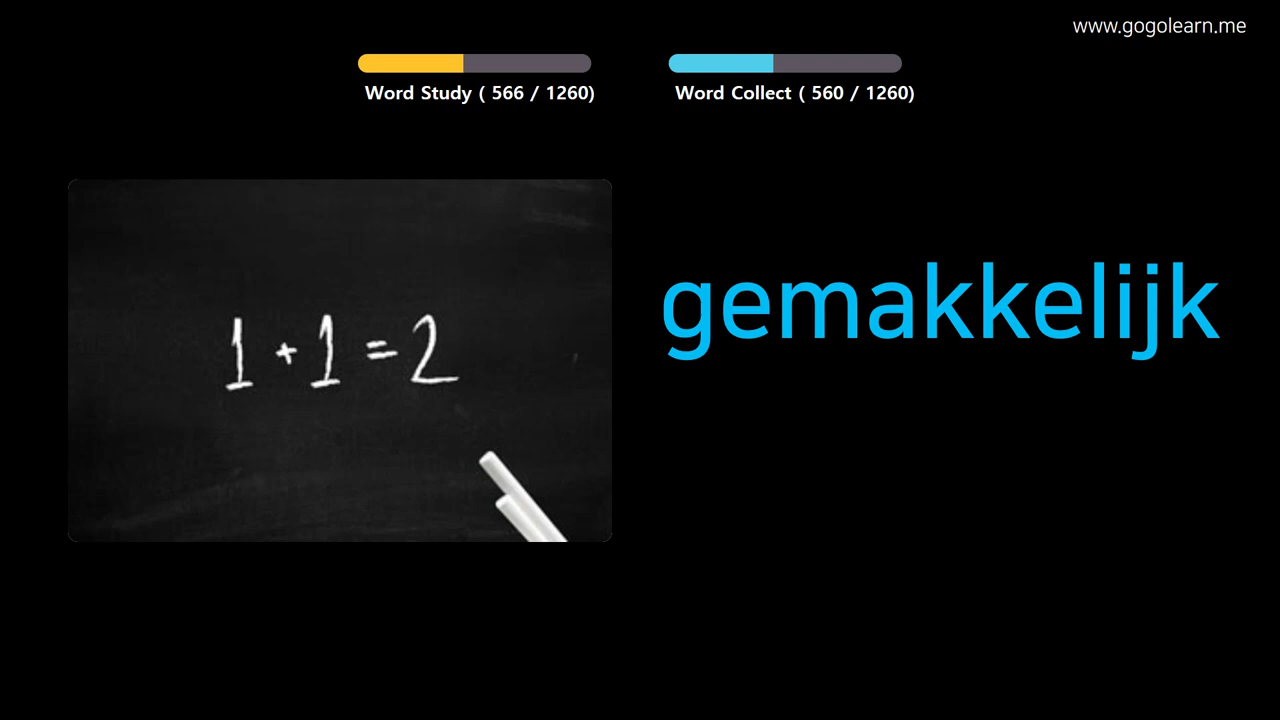 www.gogolearn.me
Word Study ( 566 / 1260)
Word Collect ( 560 / 1260)
1 + 1 = 2
gemakkelijk